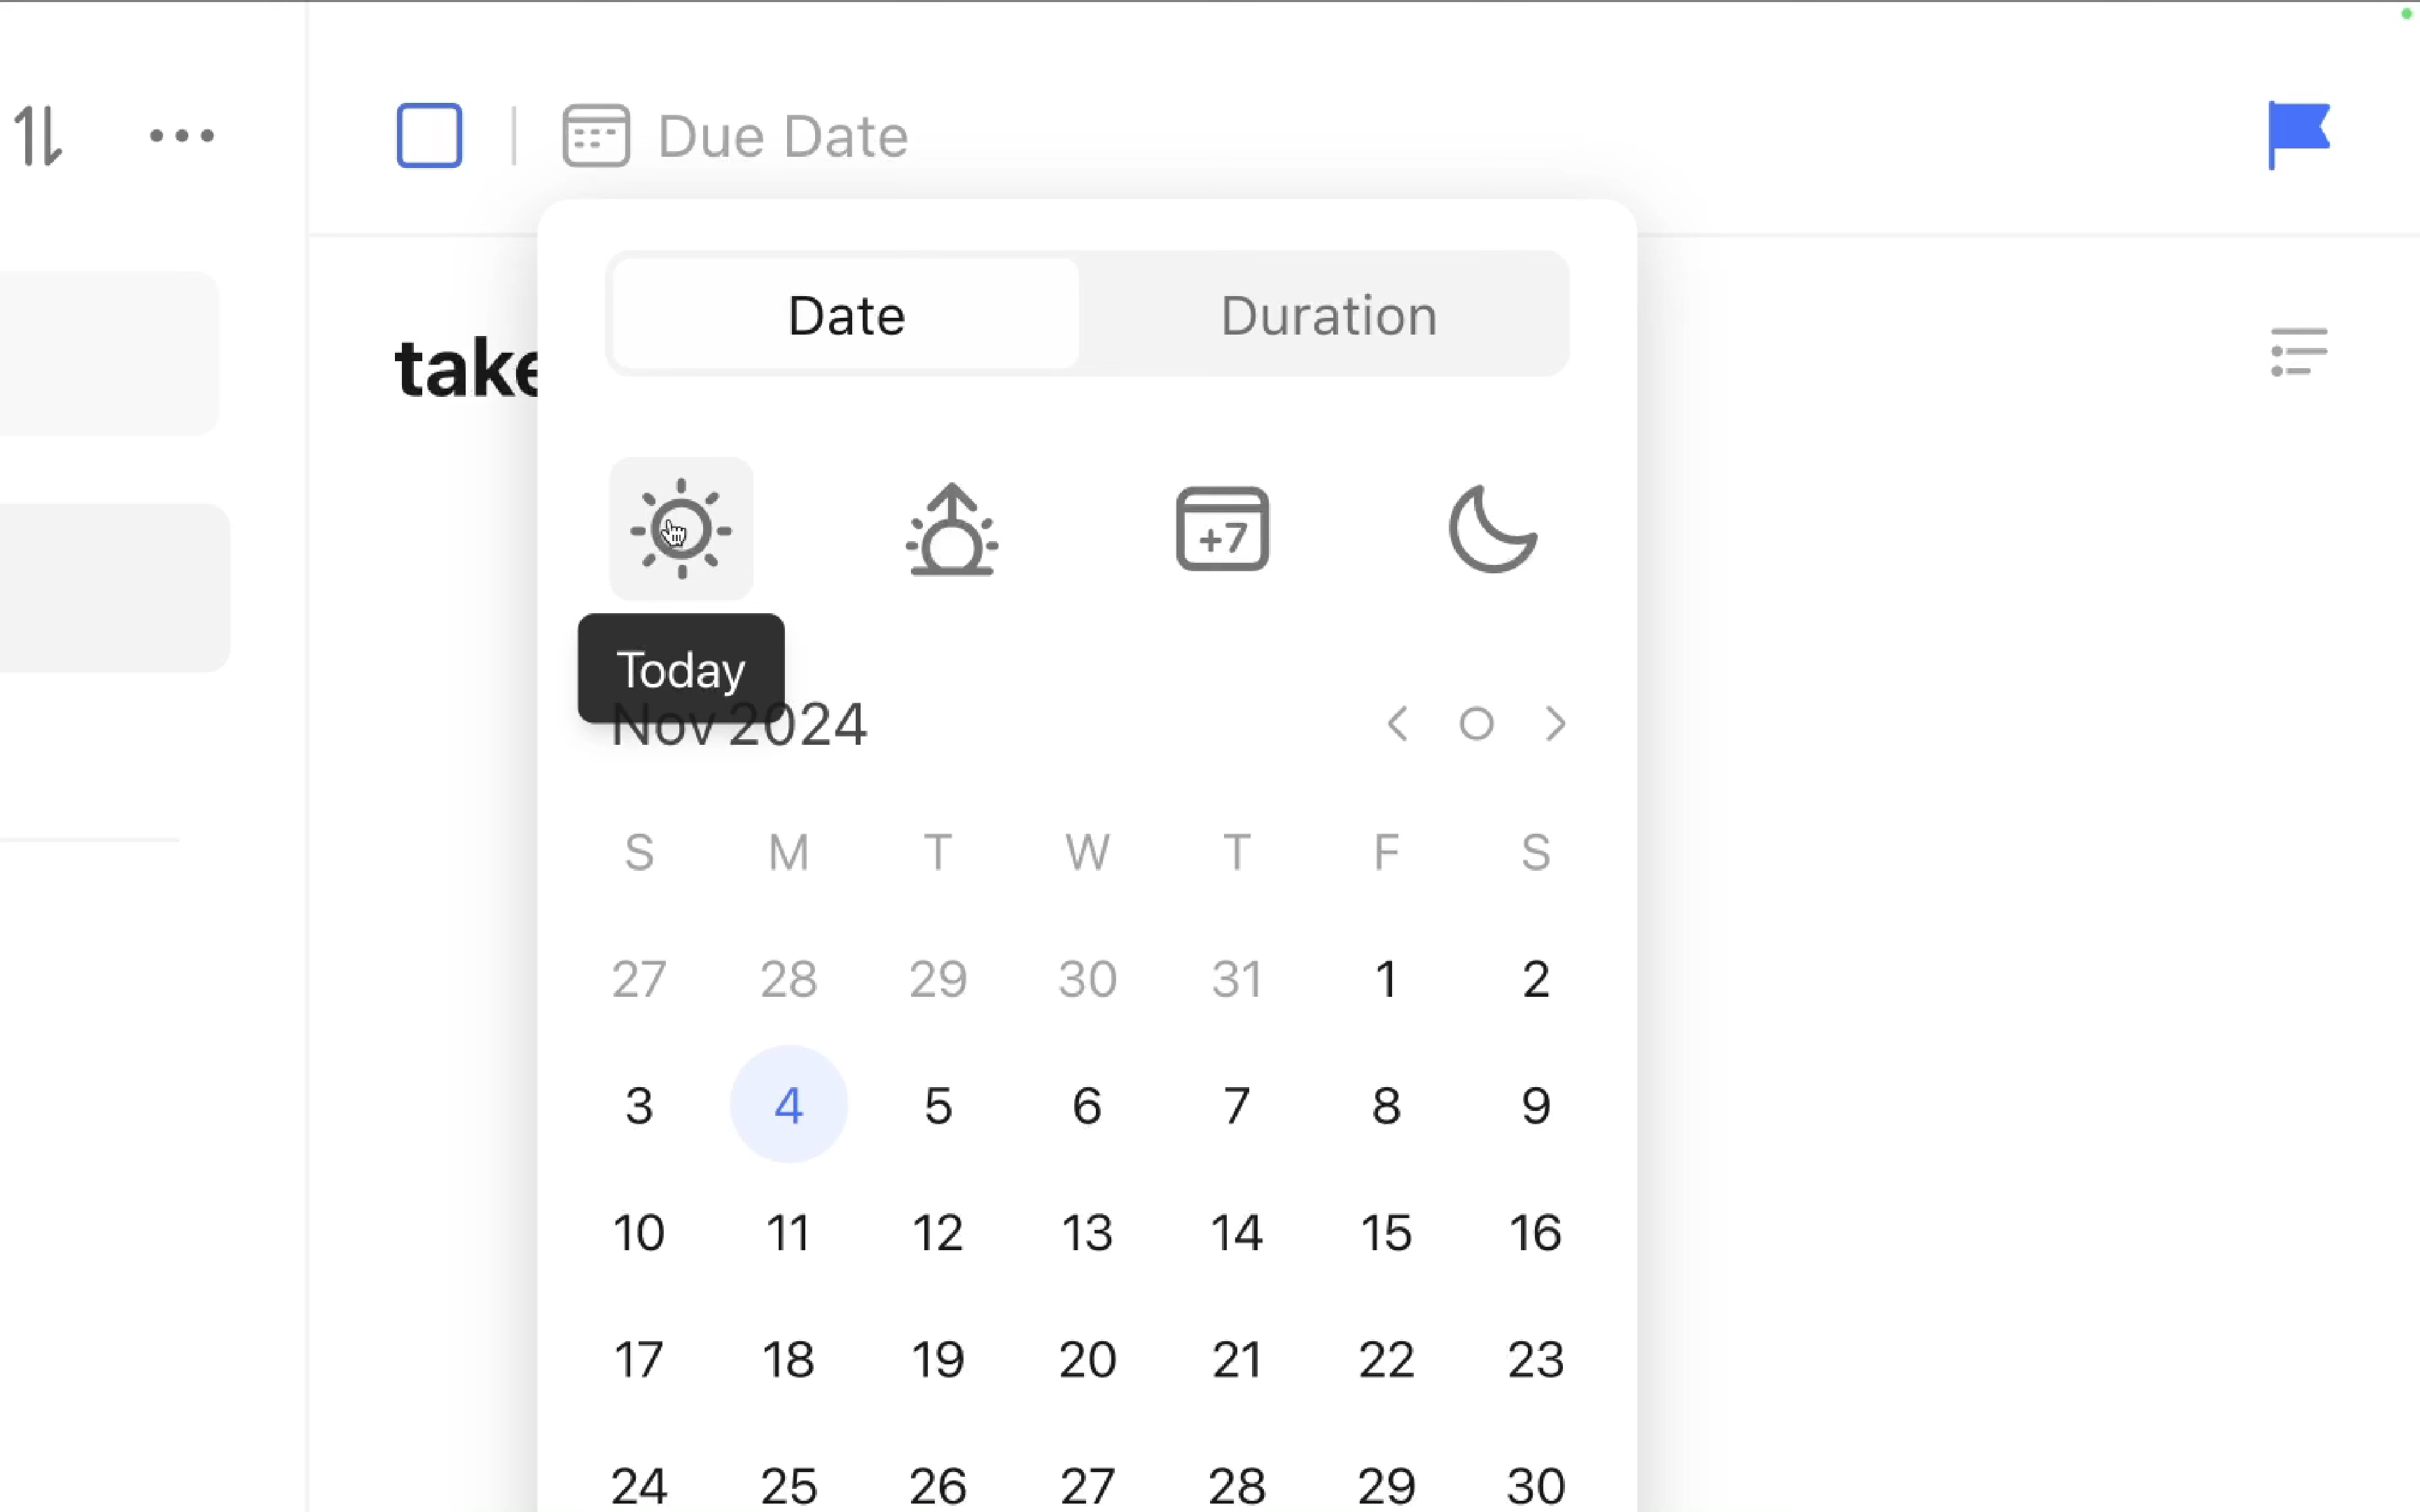 Due Date
Date Duration
take
+7
Today
Nov 2024
S M T W T F S
27 28 29 30 31 1 2
3 4 5 6 7 8 9
10 11 12 13 14 15 16
17 18 19 20 21 22 23
24 25 26 27 28 29 30